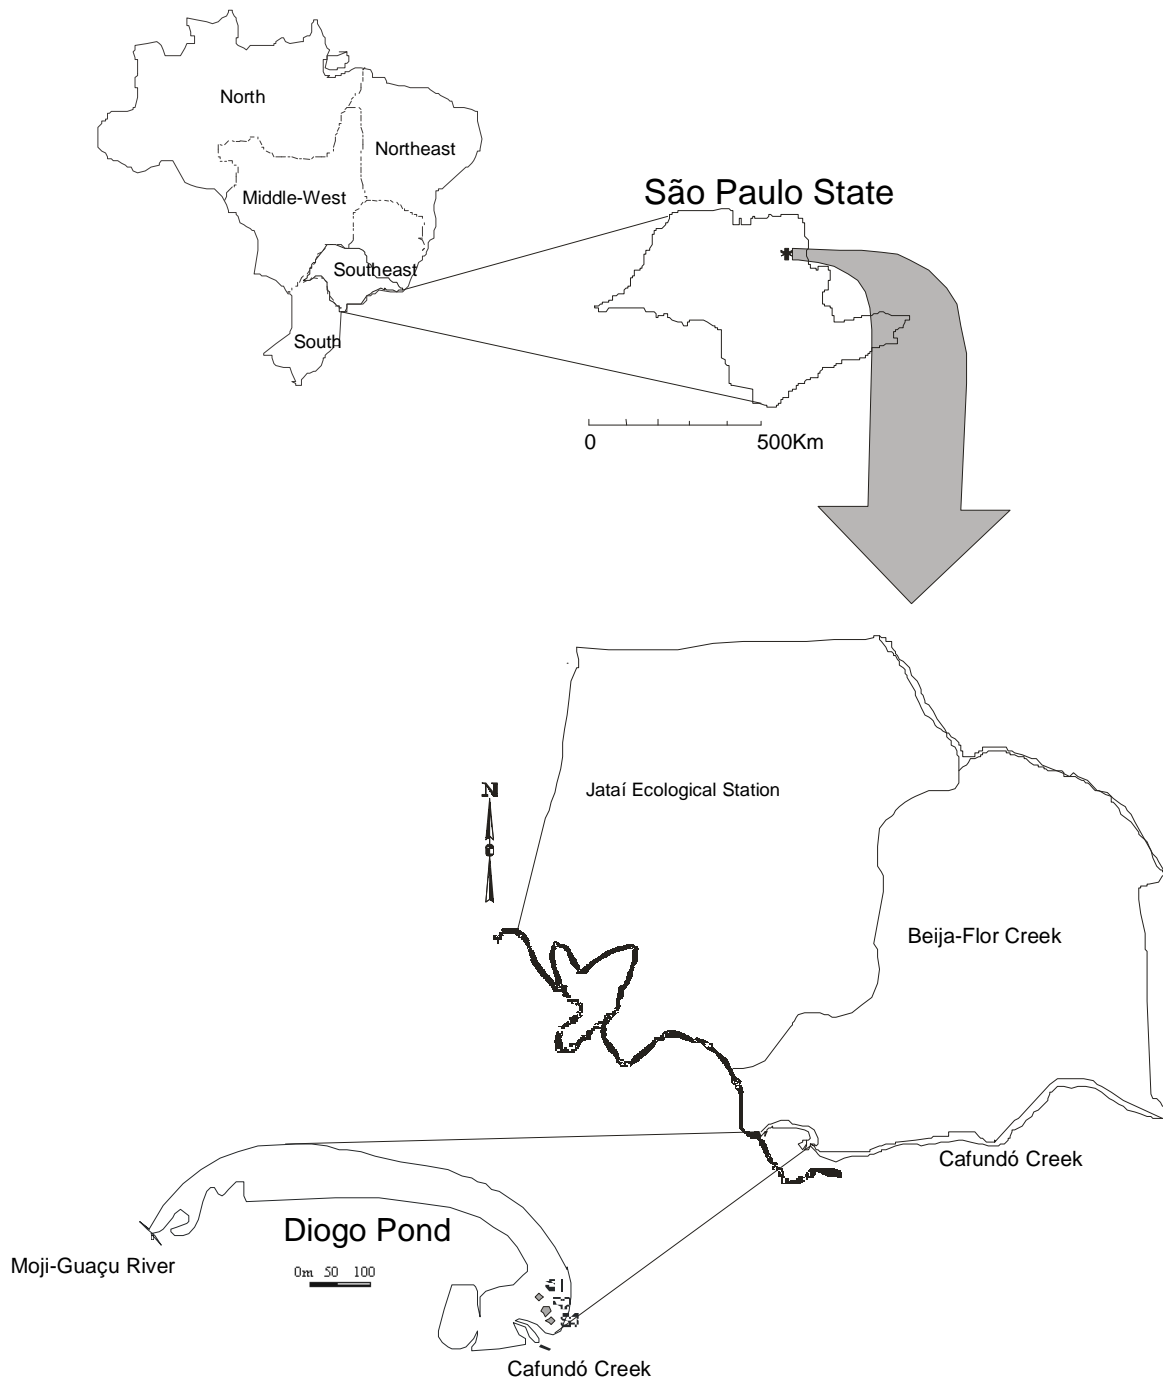 North
Northeast
Middle-West
São Paulo State
Southeast
South
0 500Km
N
Jataí Ecological Station
Beija-Flor Creek
Cafundó Creek
Diogo Pond
Moji-Guaçu River
0m 50 100
Cafundó Creek